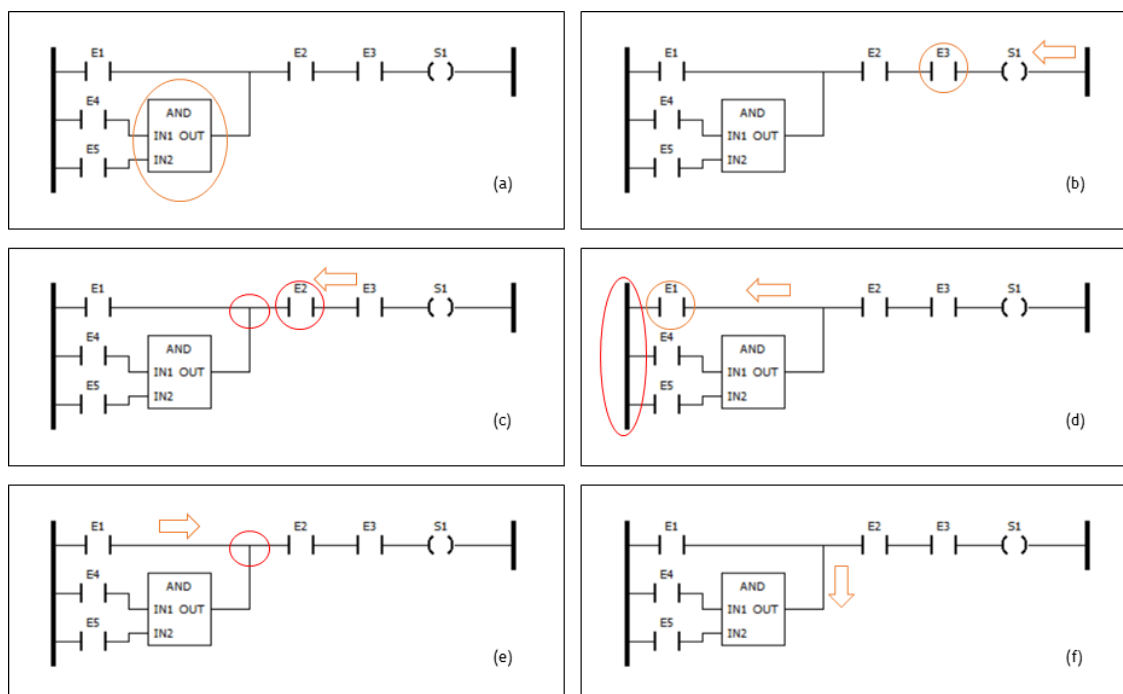 E1 E2 E3 S1
E4 AND
IN1 OUT
E5 IN2
(a)
E1 E2 E3 S1
E4 AND
IN1 OUT
E5 IN2
(b)
E1 E2 E3 S1
E4 AND
IN1 OUT
E5 IN2
(c)
E1 E2 E3 S1
E4 AND
IN1 OUT
E5 IN2
(d)
E1 E2 E3 S1
E4 AND
IN1 OUT
E5 IN2
(e)
E1 E2 E3 S1
E4 AND
IN1 OUT
E5 IN2
(f)